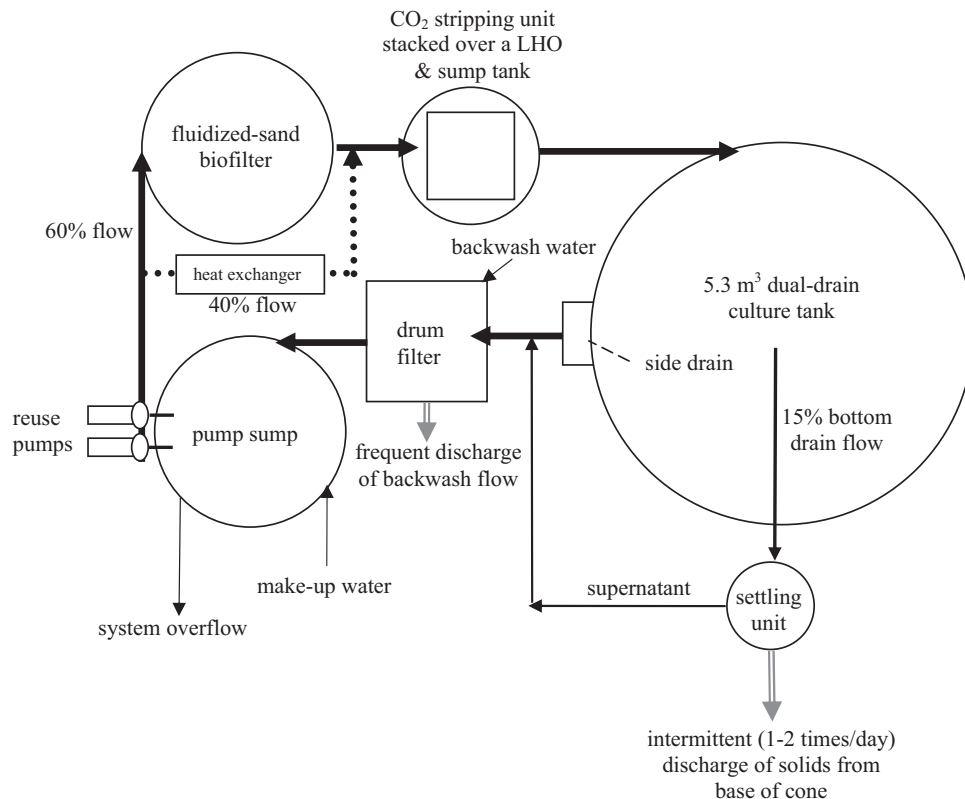 CO₂ stripping unit
stacked over a LHO
& sump tank
fluidized-sand
biofilter
60% flow
heat exchanger
40% flow
backwash water
5.3 m³ dual-drain
culture tank
drum
filter
side drain
reuse
pumps
pump sump
15% bottom
drain flow
frequent discharge
of backwash flow
make-up water
system overflow
supernatant
settling
unit
intermittent (1-2 times/day)
discharge of solids from
base of cone